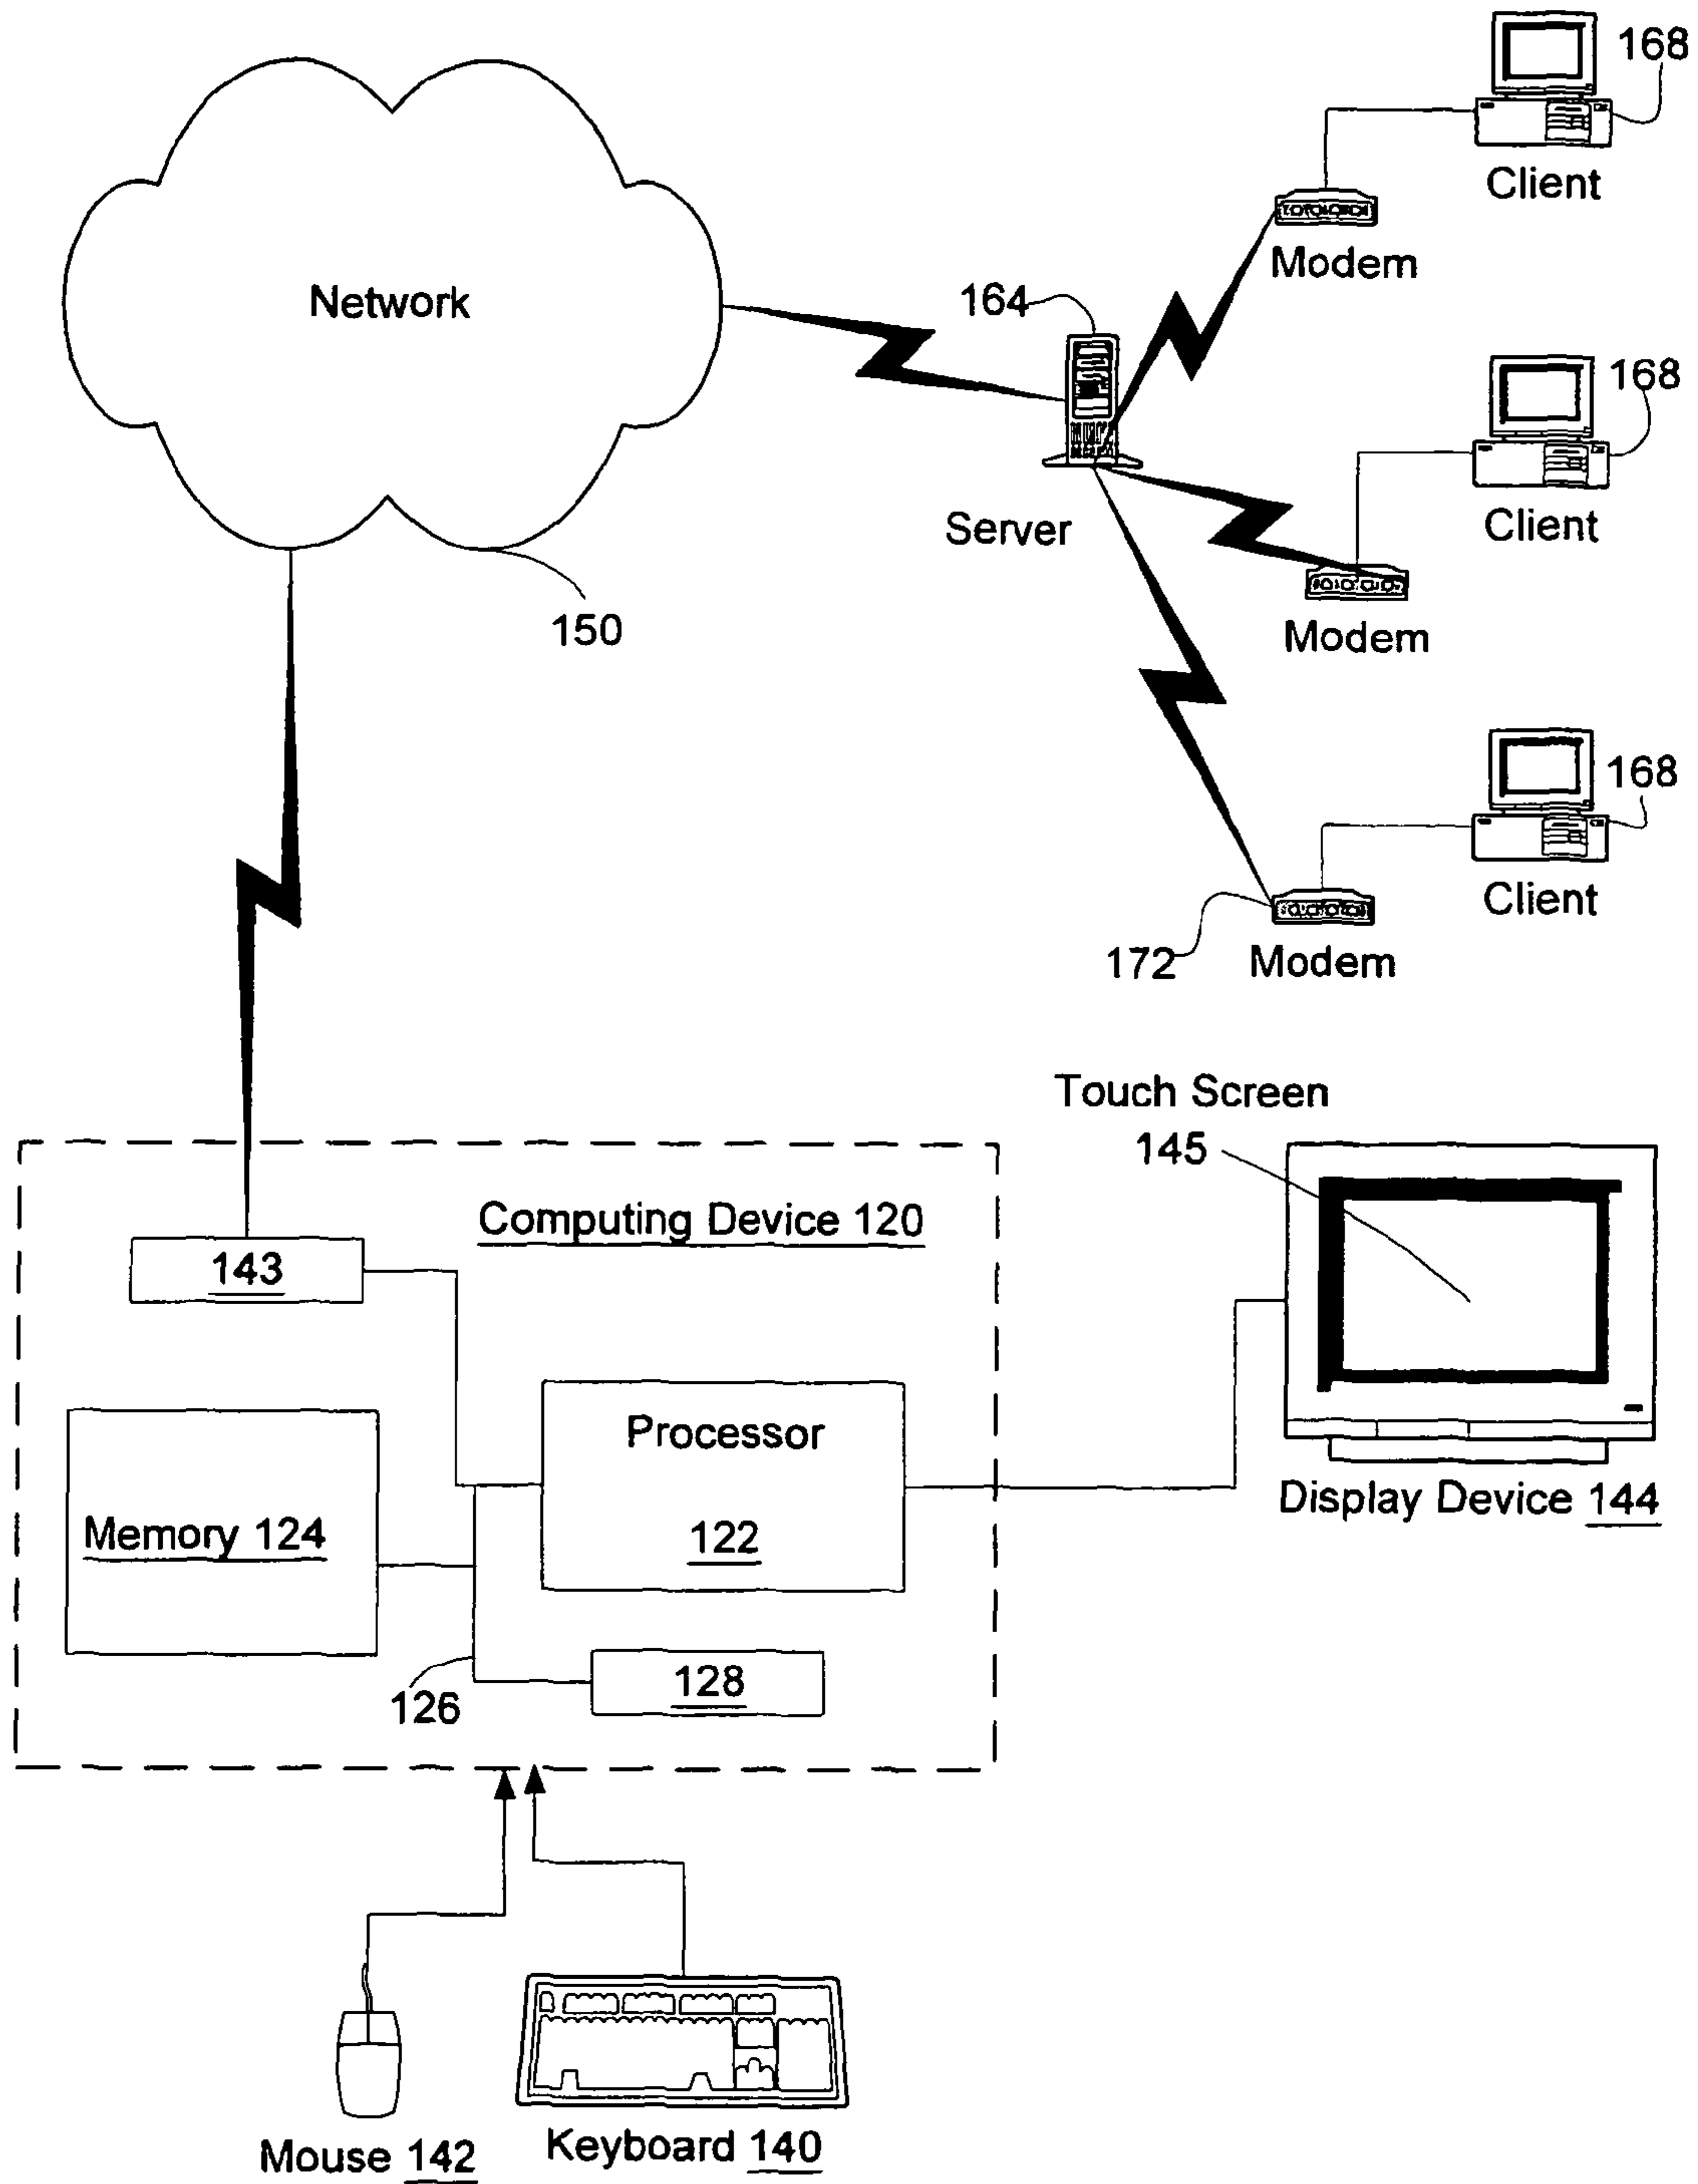 168
Client
Modem
Network
164
168
Server
Client
150
Modem
168
Client
172
Modem
Touch Screen
145
Computing Device 120
143
Processor
122
Memory 124
Display Device 144
128
126
Mouse 142
Keyboard 140